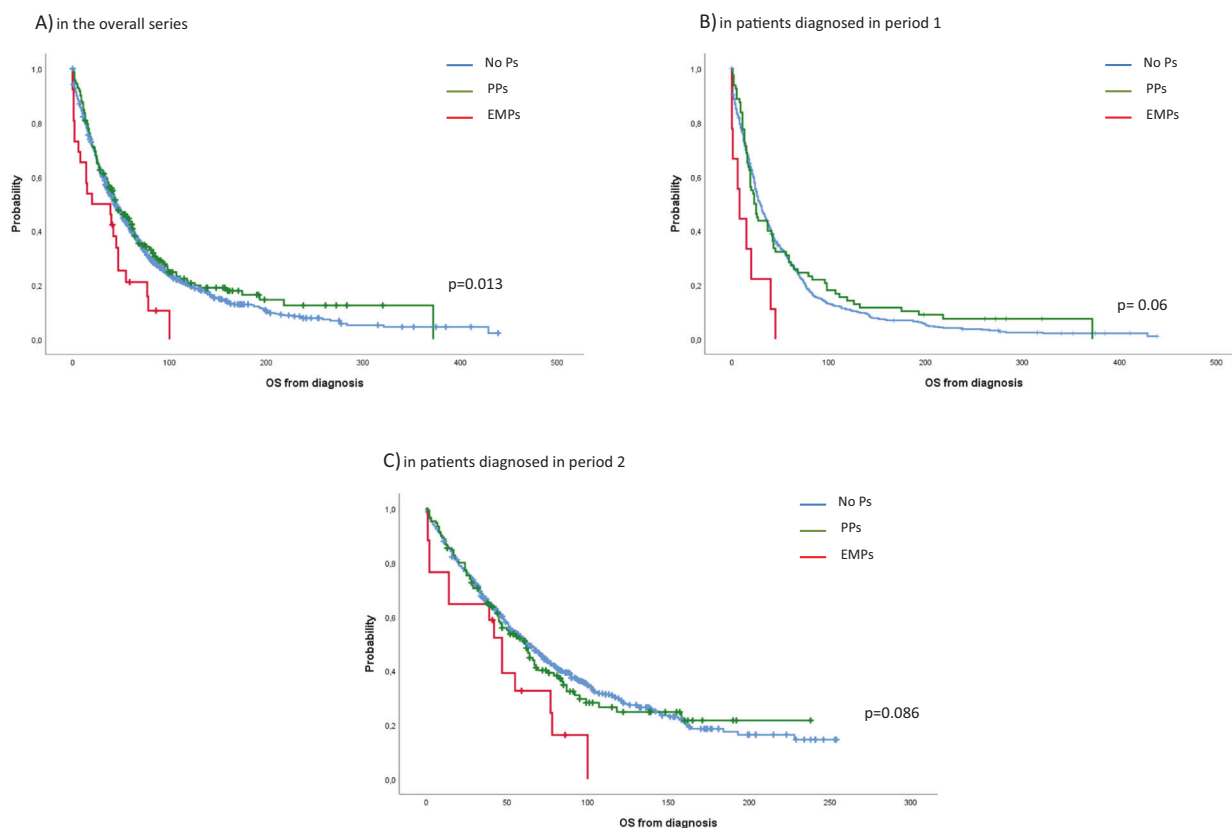 A) in the overall series
No Ps
PPs
EMPs
1,0
0,8
0,6
0,4
0,2
0,0
Probability
p=0.013
0 100 200 300 400 500
OS from diagnosis
B) in patients diagnosed in period 1
No Ps
PPs
EMPs
1,0
0,8
0,6
0,4
0,2
0,0
Probability
p= 0.06
0 100 200 300 400 500
OS from diagnosis
C) in patients diagnosed in period 2
No Ps
PPs
EMPs
1,0
0,8
0,6
0,4
0,2
0,0
Probability
p=0.086
0 50 100 150 200 250 300
OS from diagnosis